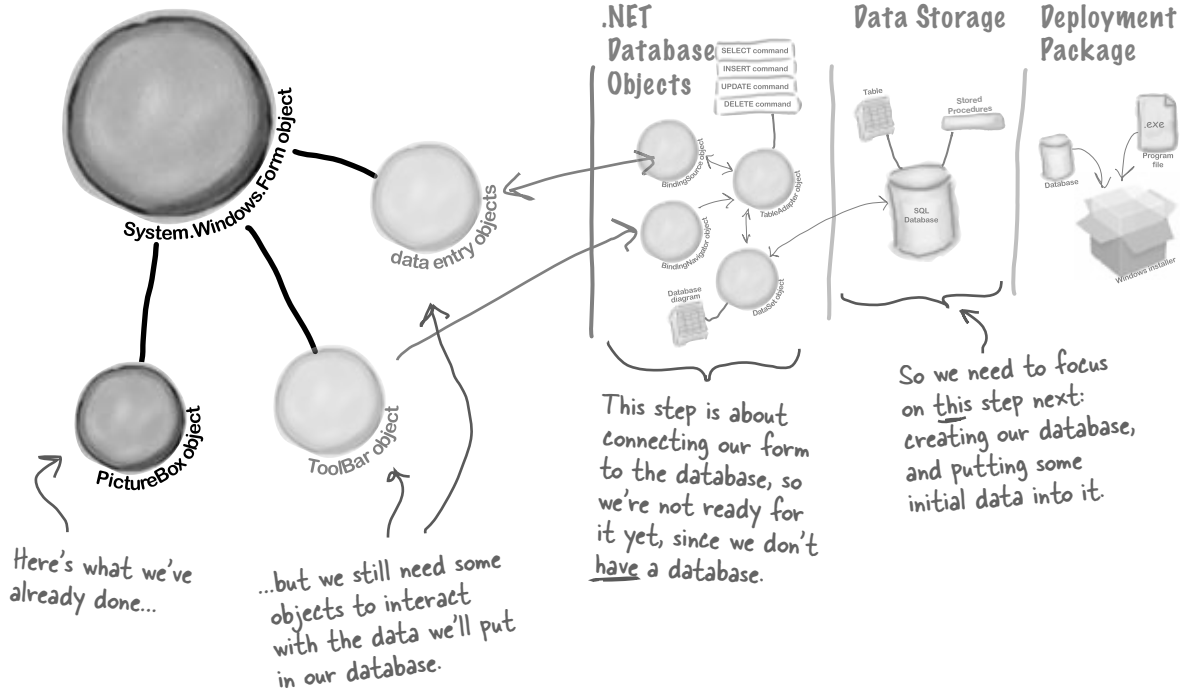 .NET
Database
Objects
Data Storage
Deployment
Package
System.Windows.Form object
data entry objects
PictureBox object
ToolBar object
SELECT command
INSERT command
UPDATE command
DELETE command
BindingSource object
TableAdapter object
BindingNavigator object
DataSet object
Database
diagram
Table
Stored
Procedures
SQL
Database
Database
.exe
Program
file
Windows installer
Here's what we've
already done...
...but we still need some
objects to interact
with the data we'll put
in our database.
This step is about
connecting our form
to the database, so
we're not ready for
it yet, since we don't
have a database.
So we need to focus
on this step next:
creating our database,
and putting some
initial data into it.